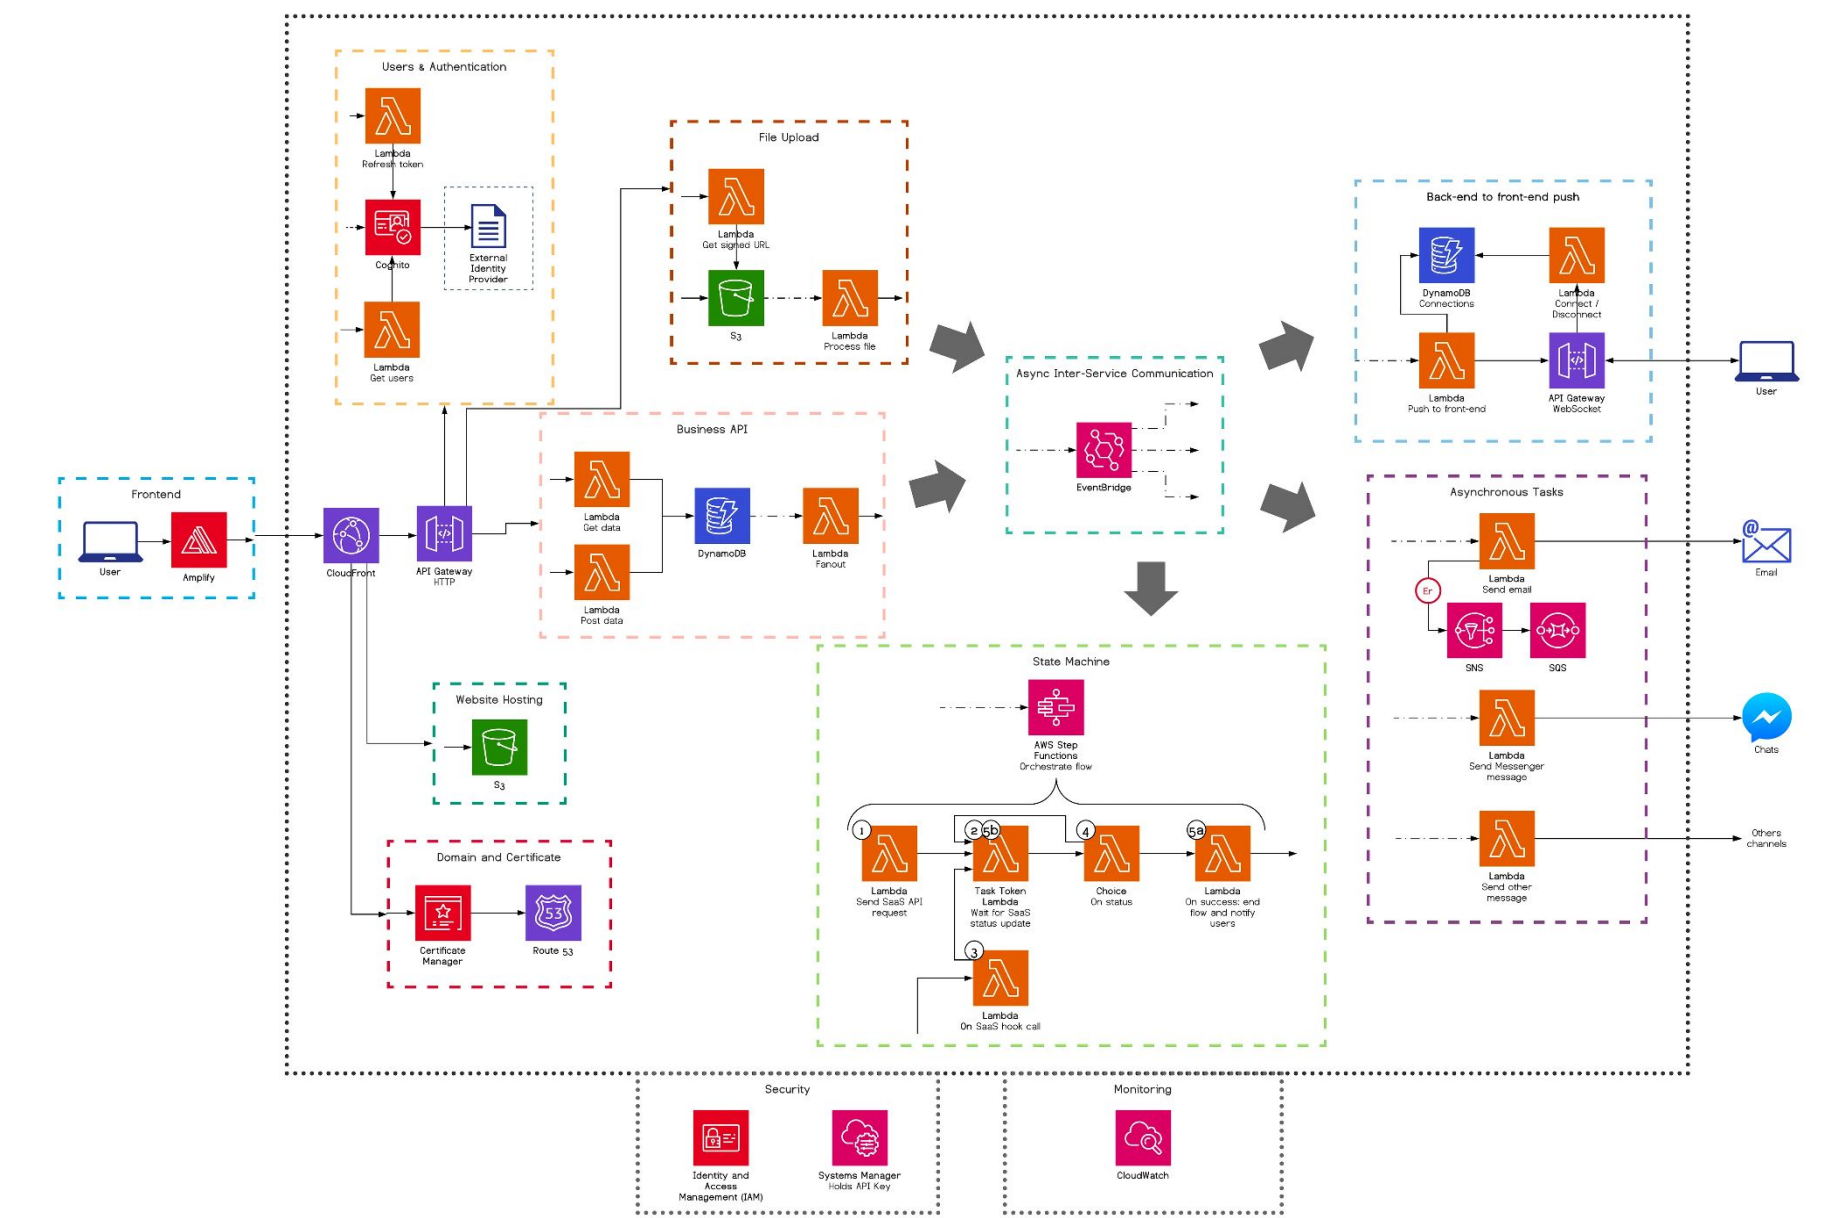 Users & Authentication
Lambda
Refresh token
Cognito
External
Identity
Provider
Lambda
Get users
File Upload
Lambda
Get signed URL
S3
Lambda
Process file
Back-end to front-end push
DynamoDB
Connections
Lambda
Connect /
Disconnect
Lambda
Push to front-end
API Gateway
WebSocket
User
Async Inter-Service Communication
EventBridge
Business API
Lambda
Get data
Lambda
Post data
DynamoDB
Lambda
Fanout
Frontend
User
Amplify
CloudFront
API Gateway
HTTP
Asynchronous Tasks
Lambda
Send email
Er
SNS
SQS
Lambda
Send Messenger
message
Lambda
Send other
message
@
Email
Chats
Others
channels
Website Hosting
S3
Domain and Certificate
Certificate
Manager
53
Route 53
State Machine
AWS Step
Functions
Orchestrate flow
1
Lambda
Send SaaS API
request
2
5b
Task Token
Lambda
Wait for SaaS
status update
4
Choice
On status
5a
Lambda
On success: end
flow and notify
users
3
Lambda
On SaaS hook call
Security
Identity and
Access
Management (IAM)
Systems Manager
Holds API Key
Monitoring
CloudWatch